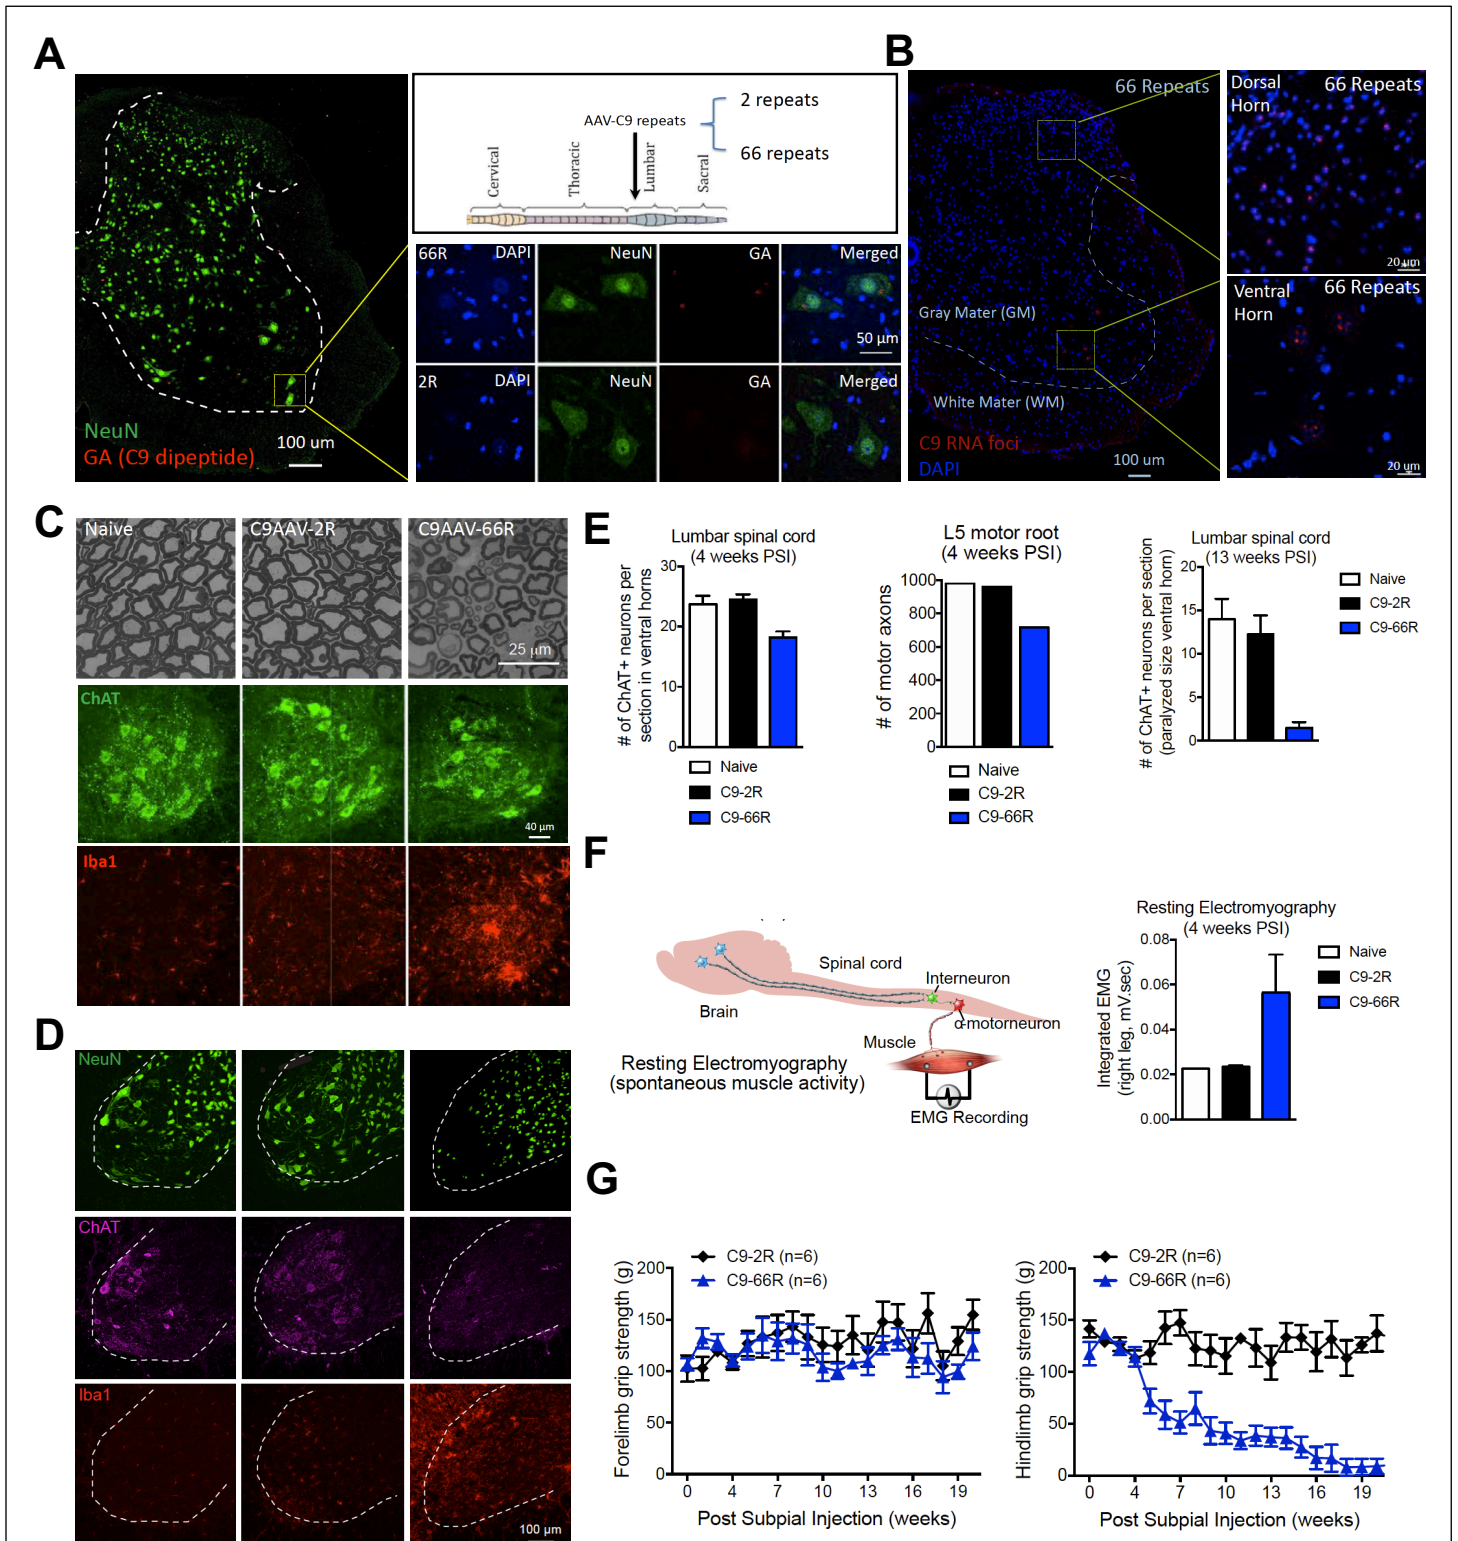 A
NeuN
GA (C9 dipeptide)
100 um
AAV-C9 repeats
2 repeats
66 repeats
Cervical
Thoracic
Lumbar
Sacral
66R
DAPI
NeuN
GA
Merged
50 µm
2R
DAPI
NeuN
GA
Merged
B
66 Repeats
Gray Mater (GM)
White Mater (WM)
C9 RNA foci
DAPI
100 um
Dorsal
Horn
66 Repeats
20 µm
Ventral
Horn
66 Repeats
20 µm
C
Naive
C9AAV-2R
C9AAV-66R
25 µm
ChAT
40 µm
Iba1
D
NeuN
ChAT
Iba1
100 µm
E
Lumbar spinal cord
(4 weeks PSI)
# of ChAT+ neurons per
section in ventral horns
30
20
10
0
Naive
C9-2R
C9-66R
L5 motor root
(4 weeks PSI)
# of motor axons
1000
800
600
400
200
0
Naive
C9-2R
C9-66R
Lumbar spinal cord
(13 weeks PSI)
# of ChAT+ neurons per section
(paralyzed size ventral horn)
20
15
10
5
0
Naive
C9-2R
C9-66R
F
Brain
Spinal cord
Interneuron
α-motorneuron
Muscle
Resting Electromyography
(spontaneous muscle activity)
EMG Recording
Resting Electromyography
(4 weeks PSI)
Integrated EMG
(right leg, mV.sec)
0.08
0.06
0.04
0.02
0.00
Naive
C9-2R
C9-66R
G
C9-2R (n=6)
C9-66R (n=6)
Forelimb grip strength (g)
200
150
100
50
0
0 4 7 10 13 16 19
Post Subpial Injection (weeks)
C9-2R (n=6)
C9-66R (n=6)
Hindlimb grip strength (g)
200
150
100
50
0
0 4 7 10 13 16 19
Post Subpial Injection (weeks)